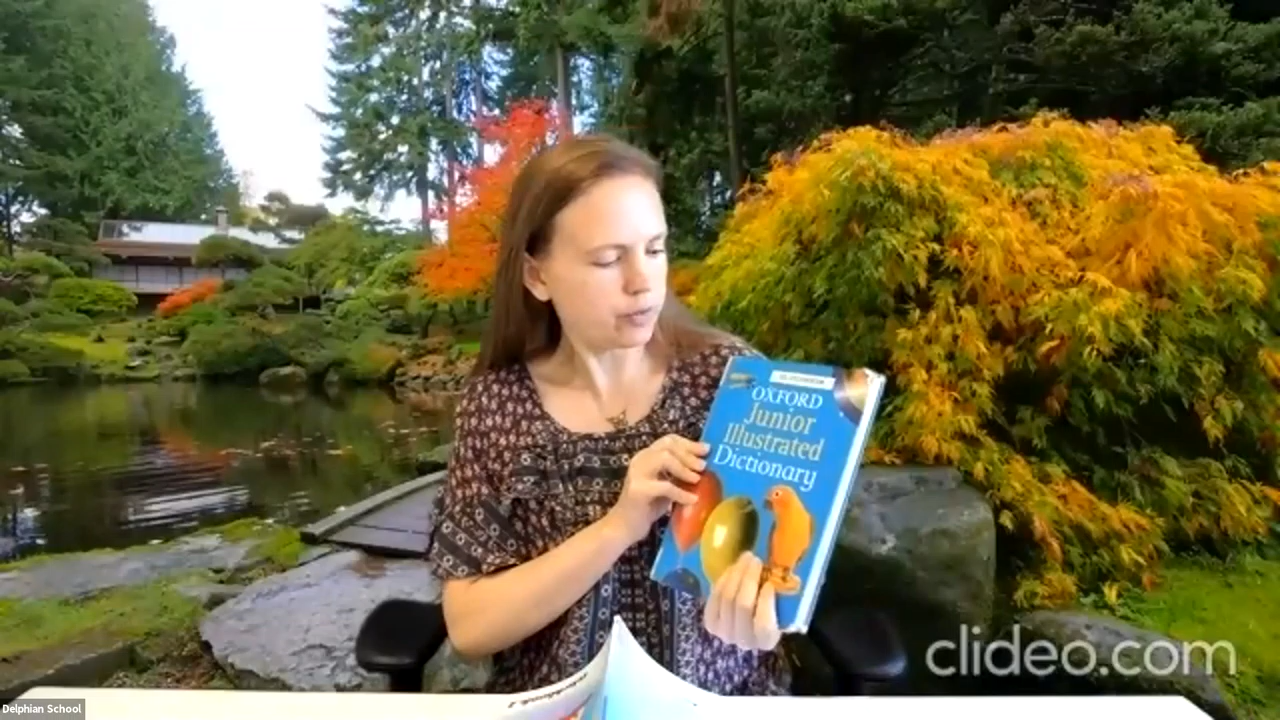 OXFORD
Junior
Illustrated
Dictionary
clideo.com
Delphian School